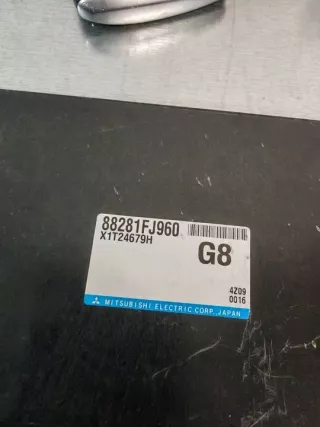 88281FJ960
X1T24679H
G8
4Z09
0016
MITSUBISHI ELECTRIC CORP. JAPAN